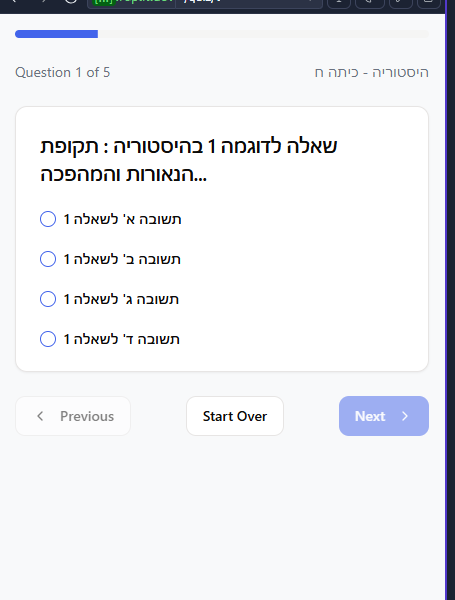 Question 1 of 5
היסטוריה - כיתה ח
שאלה לדוגמה 1 בהיסטוריה : תקופת
הנאורות והמהפכה...
תשובה א' לשאלה 1
תשובה ב' לשאלה 1
תשובה ג' לשאלה 1
תשובה ד' לשאלה 1
Previous
Start Over
Next